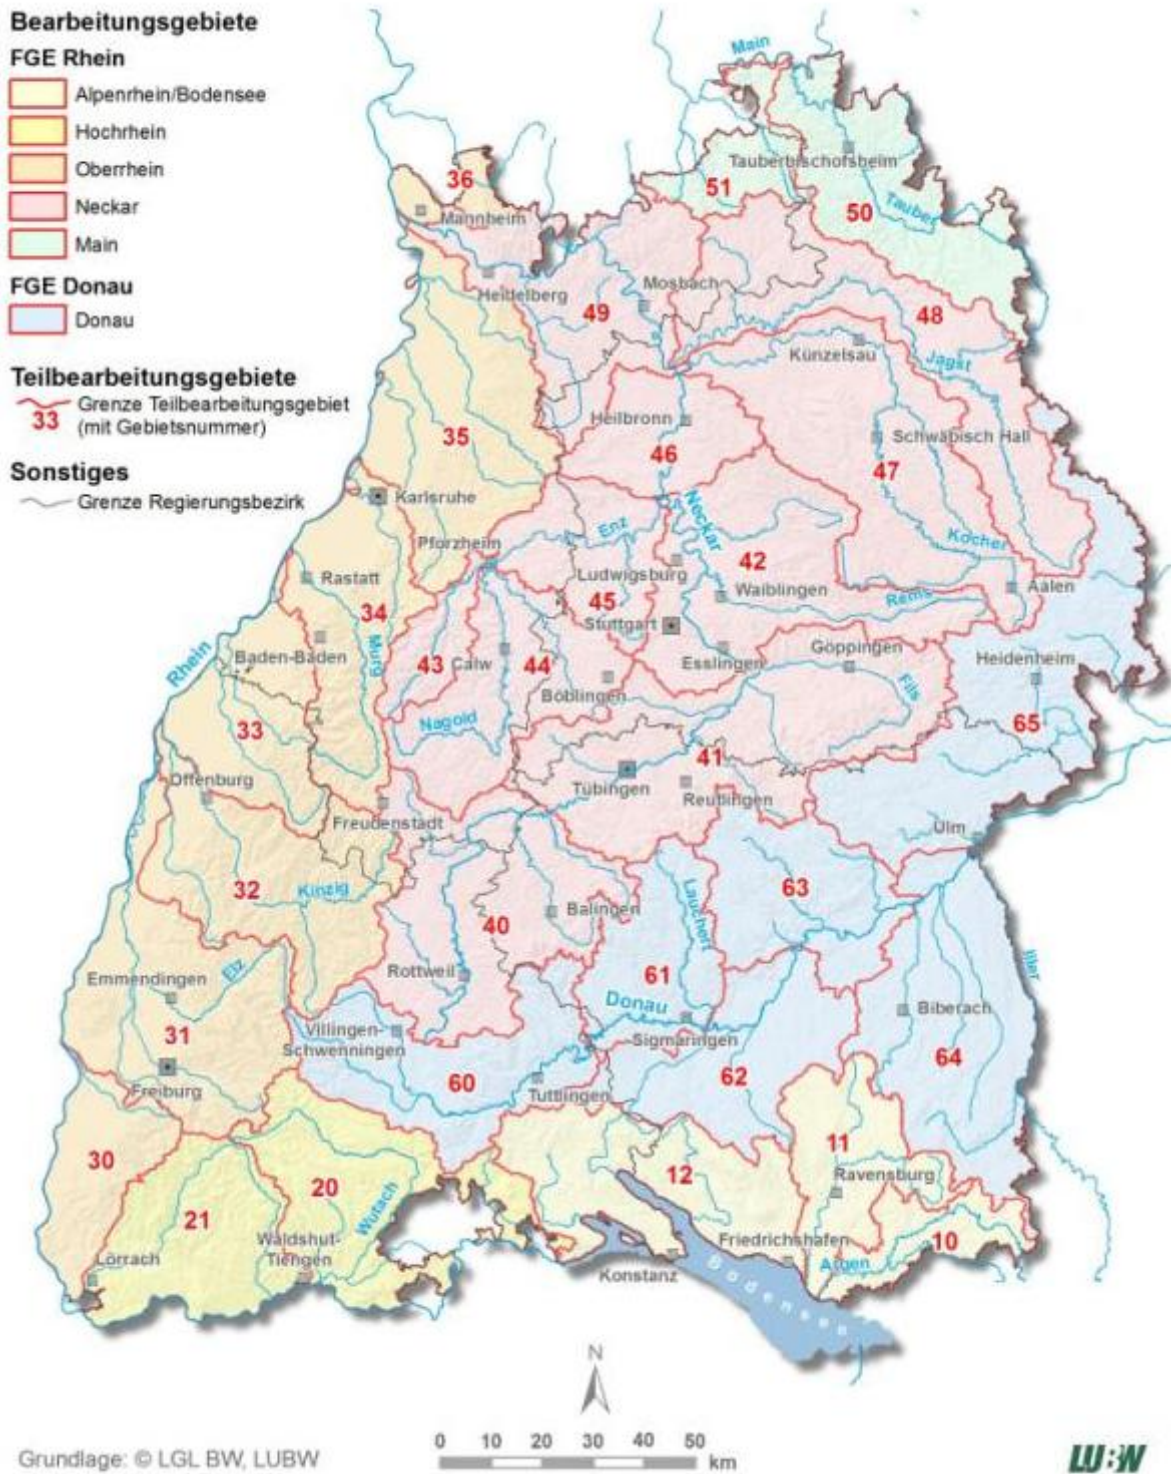 Bearbeitungsgebiete
FGE Rhein
Alpenrhein/Bodensee
Hochrhein
Oberrhein
Neckar
Main
FGE Donau
Donau
Teilbearbeitungsgebiete
33 Grenze Teilbearbeitungsgebiet
(mit Gebietsnummer)
Sonstiges
Grenze Regierungsbezirk
Main
Tauberbischofsheim
36
51
50
Tauber
Mannheim
Heidelberg
Mosbach
49
48
Künzelsau
Jagst
Heilbronn
35
46
Schwäbisch Hall
47
Karlsruhe
Neckar
Enz
Kocher
Pforzheim
42
Ludwigsburg
Rastatt
45
Waiblingen
Rems
Aalen
34
Stuttgart
Rhein
Baden-Baden
Murg
43
Calw
44
Esslingen
Göppingen
Heidenheim
Böblingen
Fils
33
Nagold
65
41
Offenburg
Tübingen
Reutlingen
Freudenstadt
Ulm
32
Kinzig
63
Lauchert
Balingen
40
Emmendingen
Elz
Rottweil
61
Iller
Donau
Biberach
31
Villingen-
Schwenningen
Sigmaringen
64
Freiburg
60
Tuttlingen
62
30
11
12
Ravensburg
20
21
Wutach
Waldshut-
Tiengen
Friedrichshafen
10
Lörrach
Argen
Konstanz
Bodensee
N
0 10 20 30 40 50
km
Grundlage: © LGL BW, LUBW
LUBW